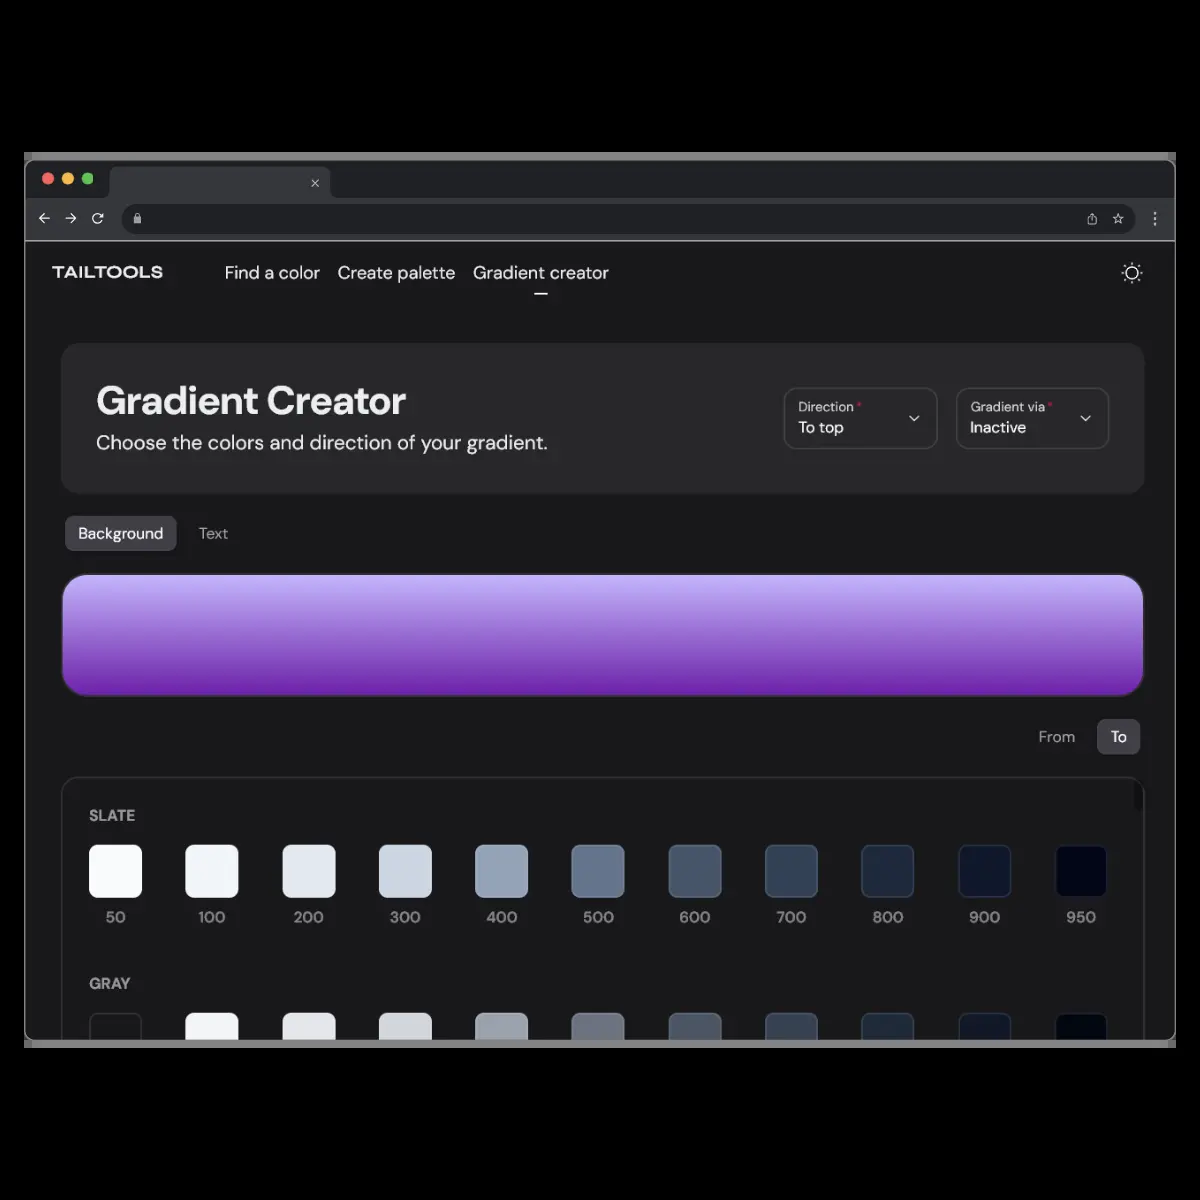 TAILTOOLS
Find a color Create palette Gradient creator
Gradient Creator
Choose the colors and direction of your gradient.
Direction *
To top
Gradient via *
Inactive
Background Text
From To
SLATE
50 100 200 300 400 500 600 700 800 900 950
GRAY